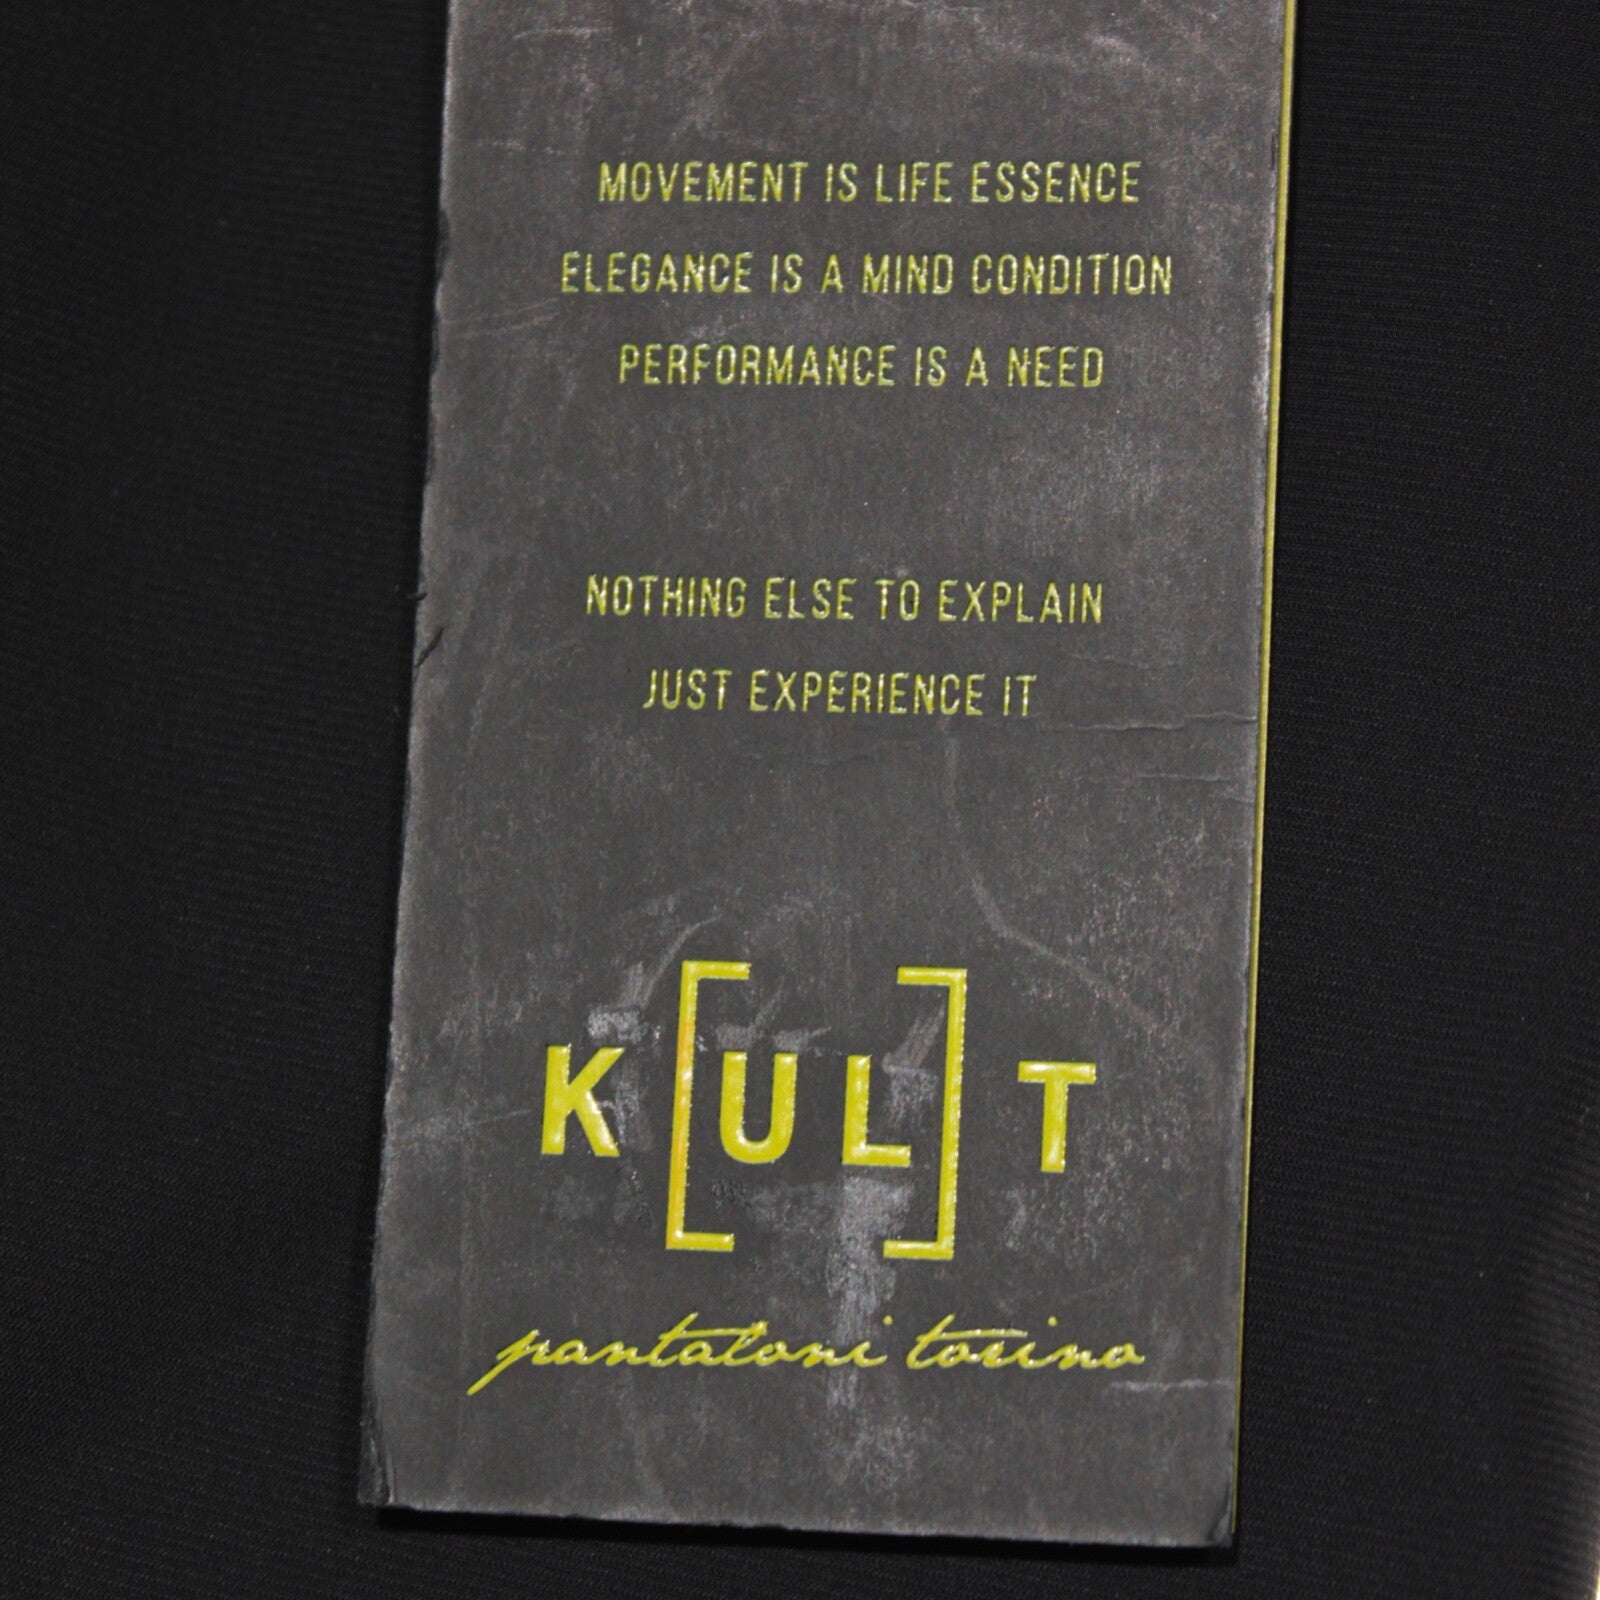 MOVEMENT IS LIFE ESSENCE
ELEGANCE IS A MIND CONDITION
PERFORMANCE IS A NEED
NOTHING ELSE TO EXPLAIN
JUST EXPERIENCE IT
K[UL]T
pantaloni torino